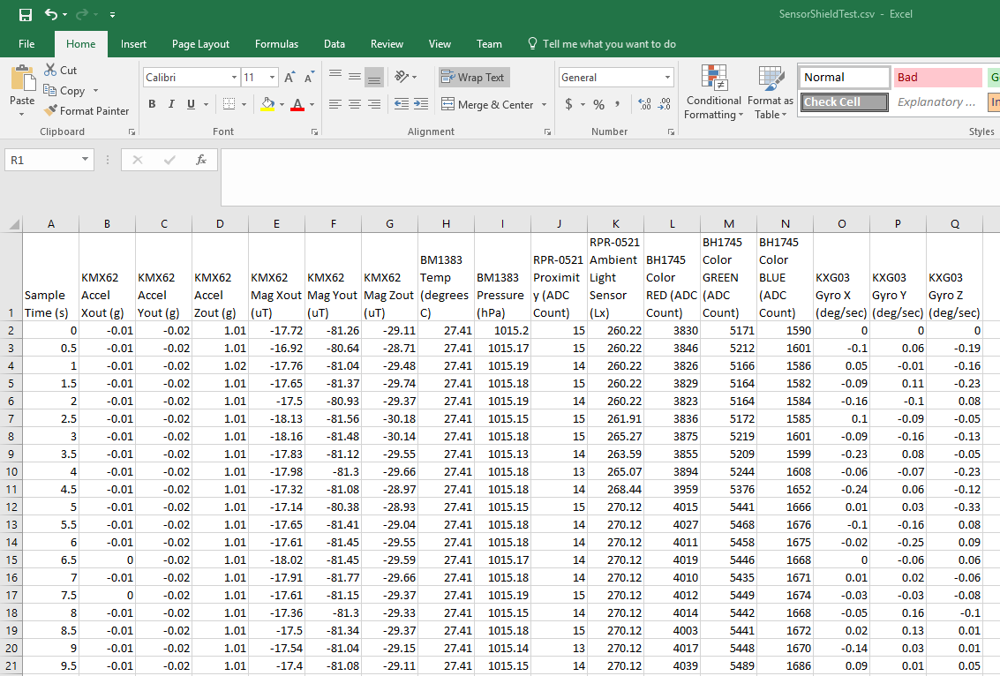 SensorShieldTest.csv - Excel
File Home Insert Page Layout Formulas Data Review View Team Tell me what you want to do
Paste
Cut
Copy
Format Painter
Clipboard
Calibri 11
B I U
Font
Wrap Text
Merge & Center
Alignment
General
$ % ,
Number
Conditional Formatting
Format as Table
Normal Bad G
Check Cell Explanatory ... In
Styles
R1 fx
A B C D E F G H I J K L M N O P Q
1 Sample Time (s) KMX62 Accel Xout (g) KMX62 Accel Yout (g) KMX62 Accel Zout (g) KMX62 Mag Xout (uT) KMX62 Mag Yout (uT) KMX62 Mag Zout (uT) BM1383 Temp (degrees C) BM1383 Pressure (hPa) RPR-0521 Proximity (ADC Count) RPR-0521 Ambient Light Sensor (Lx) BH1745 Color RED (ADC Count) BH1745 Color GREEN (ADC Count) BH1745 Color BLUE (ADC Count) KXG03 Gyro X (deg/sec) KXG03 Gyro Y (deg/sec) KXG03 Gyro Z (deg/sec)
2 0 -0.01 -0.02 1.01 -17.72 -81.26 -29.11 27.41 1015.2 15 260.22 3830 5171 1590 0 0 0
3 0.5 -0.01 -0.02 1.01 -16.92 -80.64 -28.71 27.41 1015.17 15 260.22 3846 5212 1601 -0.1 0.06 -0.19
4 1 -0.01 -0.02 1.02 -17.76 -81.04 -29.48 27.41 1015.19 14 260.22 3826 5166 1586 0.05 -0.01 -0.16
5 1.5 -0.01 -0.02 1.01 -17.65 -81.37 -29.74 27.41 1015.18 15 260.22 3829 5164 1582 -0.09 0.11 -0.23
6 2 -0.01 -0.02 1.01 -17.5 -80.93 -29.37 27.41 1015.19 14 260.22 3823 5164 1584 -0.16 -0.1 0.08
7 2.5 -0.01 -0.02 1.01 -18.13 -81.56 -30.18 27.41 1015.15 15 261.91 3836 5172 1585 0.1 -0.09 -0.05
8 3 -0.01 -0.02 1.01 -18.16 -81.48 -30.14 27.41 1015.18 15 265.27 3875 5219 1601 -0.09 -0.16 -0.13
9 3.5 -0.01 -0.02 1.01 -17.83 -81.12 -29.55 27.41 1015.13 14 263.59 3855 5209 1599 -0.23 0.08 -0.05
10 4 -0.01 -0.02 1.01 -17.98 -81.3 -29.66 27.41 1015.18 13 265.07 3894 5244 1608 -0.06 -0.07 -0.23
11 4.5 -0.01 -0.02 1.01 -17.32 -81.08 -28.97 27.41 1015.18 14 268.44 3959 5376 1652 -0.24 0.06 -0.12
12 5 -0.01 -0.02 1.01 -17.14 -80.38 -28.93 27.41 1015.15 15 270.12 4015 5441 1666 0.01 0.03 -0.33
13 5.5 -0.01 -0.02 1.01 -17.65 -81.41 -29.04 27.41 1015.18 14 270.12 4027 5468 1676 -0.1 -0.16 0.08
14 6 -0.01 -0.02 1.01 -17.61 -81.45 -29.55 27.41 1015.18 14 270.12 4011 5458 1675 -0.02 -0.25 0.09
15 6.5 0 -0.02 1.01 -18.02 -81.45 -29.59 27.41 1015.17 14 270.12 4019 5446 1668 0 -0.06 0.06
16 7 -0.01 -0.02 1.01 -17.91 -81.77 -29.66 27.41 1015.18 14 270.12 4010 5435 1671 0.01 0.02 -0.06
17 7.5 0 -0.02 1.01 -17.61 -81.15 -29.37 27.41 1015.19 15 270.12 4012 5449 1674 -0.03 -0.03 -0.08
18 8 -0.01 -0.02 1.01 -17.36 -81.3 -29.33 27.41 1015.15 14 270.12 4014 5442 1668 -0.05 0.16 -0.1
19 8.5 -0.01 -0.02 1.01 -17.5 -81.34 -29.37 27.41 1015.18 15 270.12 4003 5441 1672 0.02 0.13 0.01
20 9 -0.01 -0.02 1.01 -17.54 -81.04 -29.15 27.41 1015.14 13 270.12 4017 5448 1670 -0.14 0.03 0.01
21 9.5 -0.01 -0.02 1.01 -17.4 -81.08 -29.11 27.41 1015.15 14 270.12 4039 5489 1686 0.09 0.01 0.05